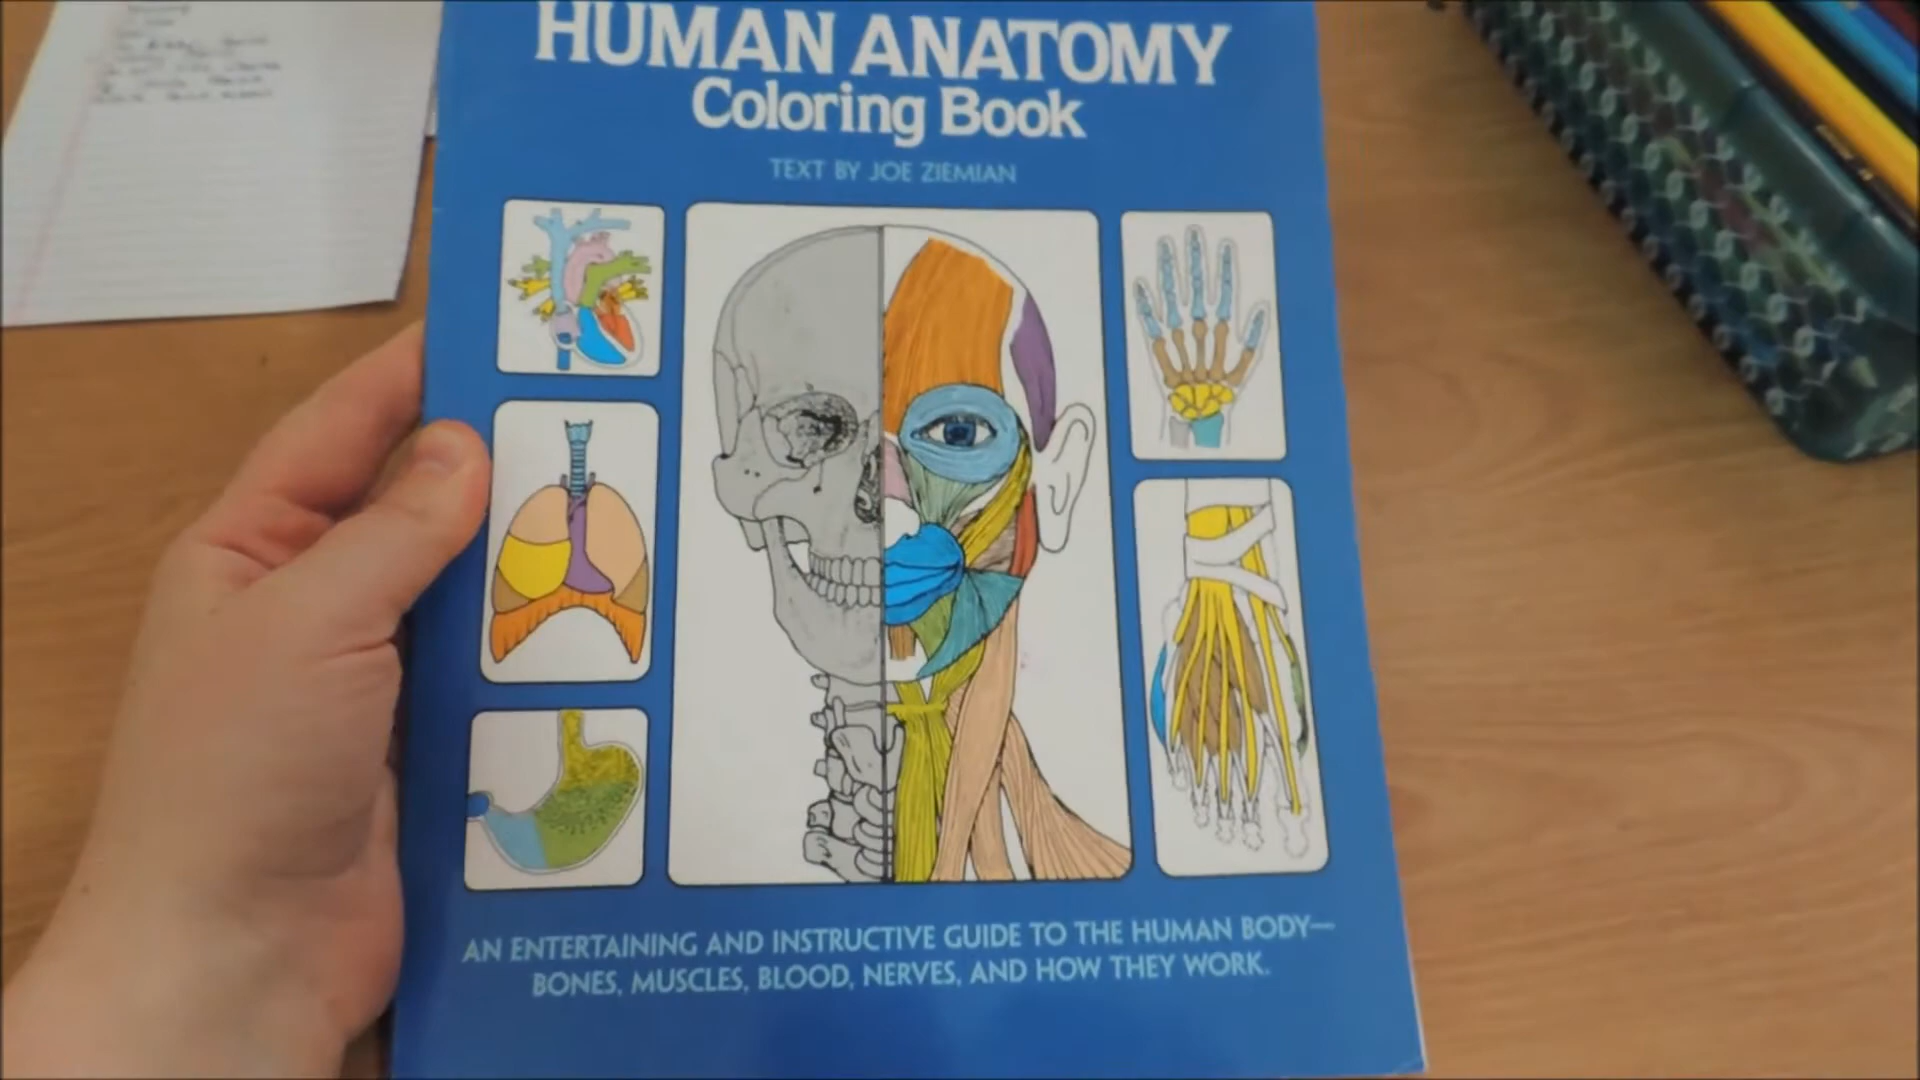 HUMAN ANATOMY
Coloring Book
TEXT BY JOE ZIEMIAN
AN ENTERTAINING AND INSTRUCTIVE GUIDE TO THE HUMAN BODY—
BONES, MUSCLES, BLOOD, NERVES, AND HOW THEY WORK.